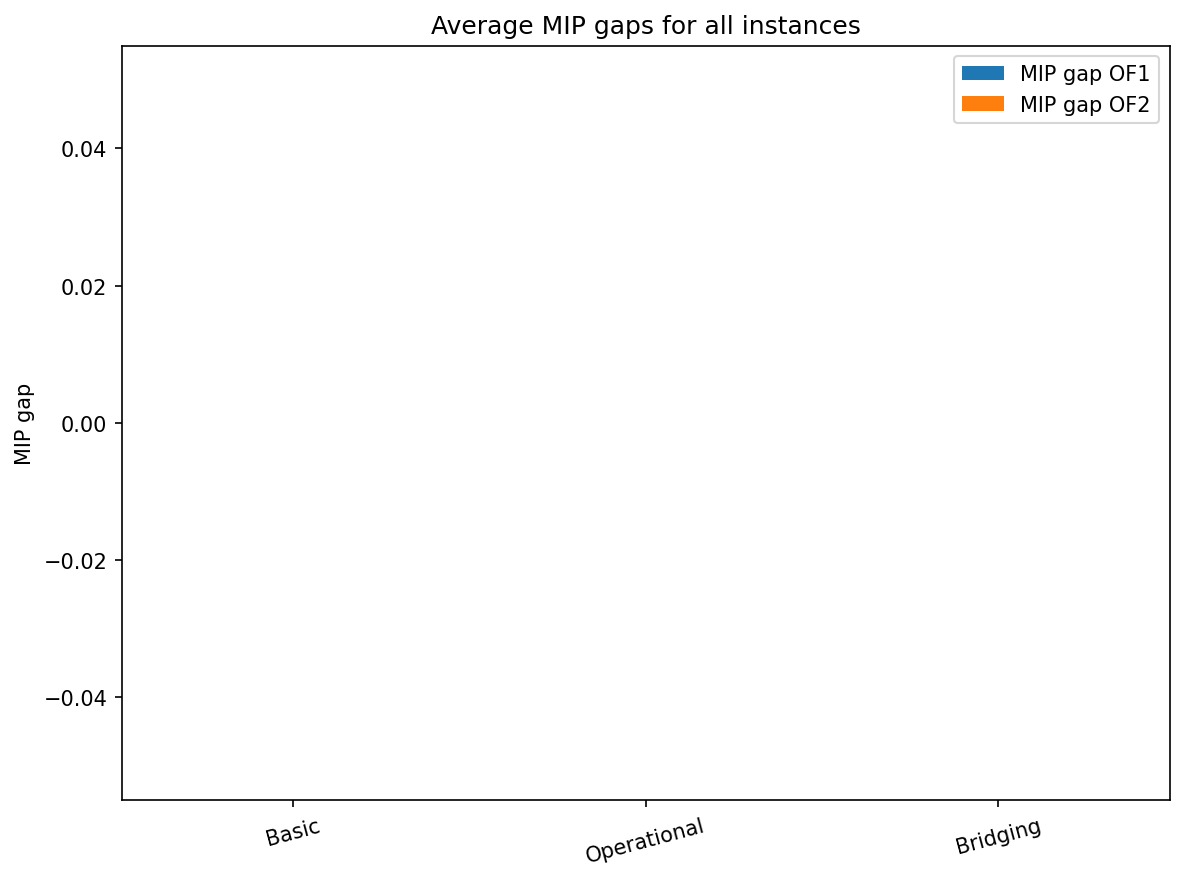 Average MIP gaps for all instances
MIP gap OF1
MIP gap OF2
MIP gap
0.04
0.02
0.00
−0.02
−0.04
Basic
Operational
Bridging